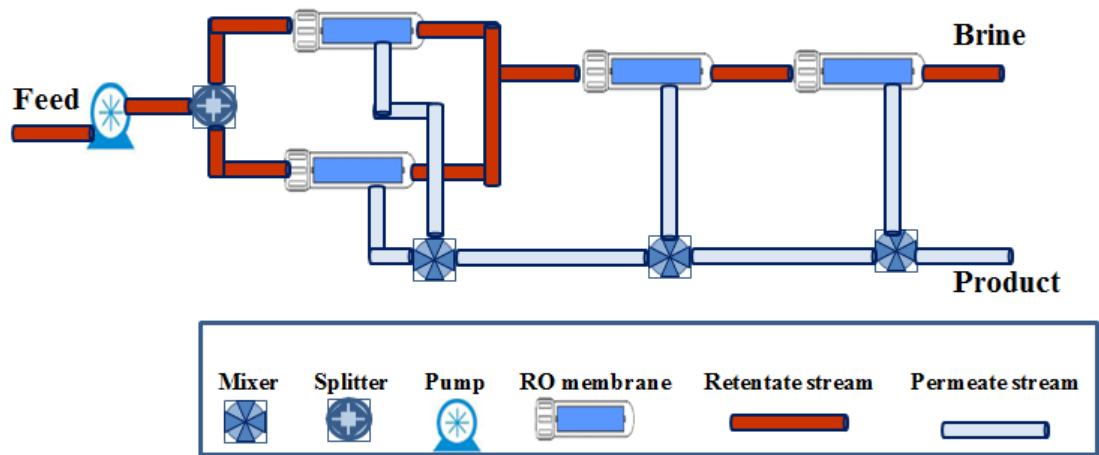 Brine
Feed
Product
Mixer Splitter Pump RO membrane Retentate stream Permeate stream